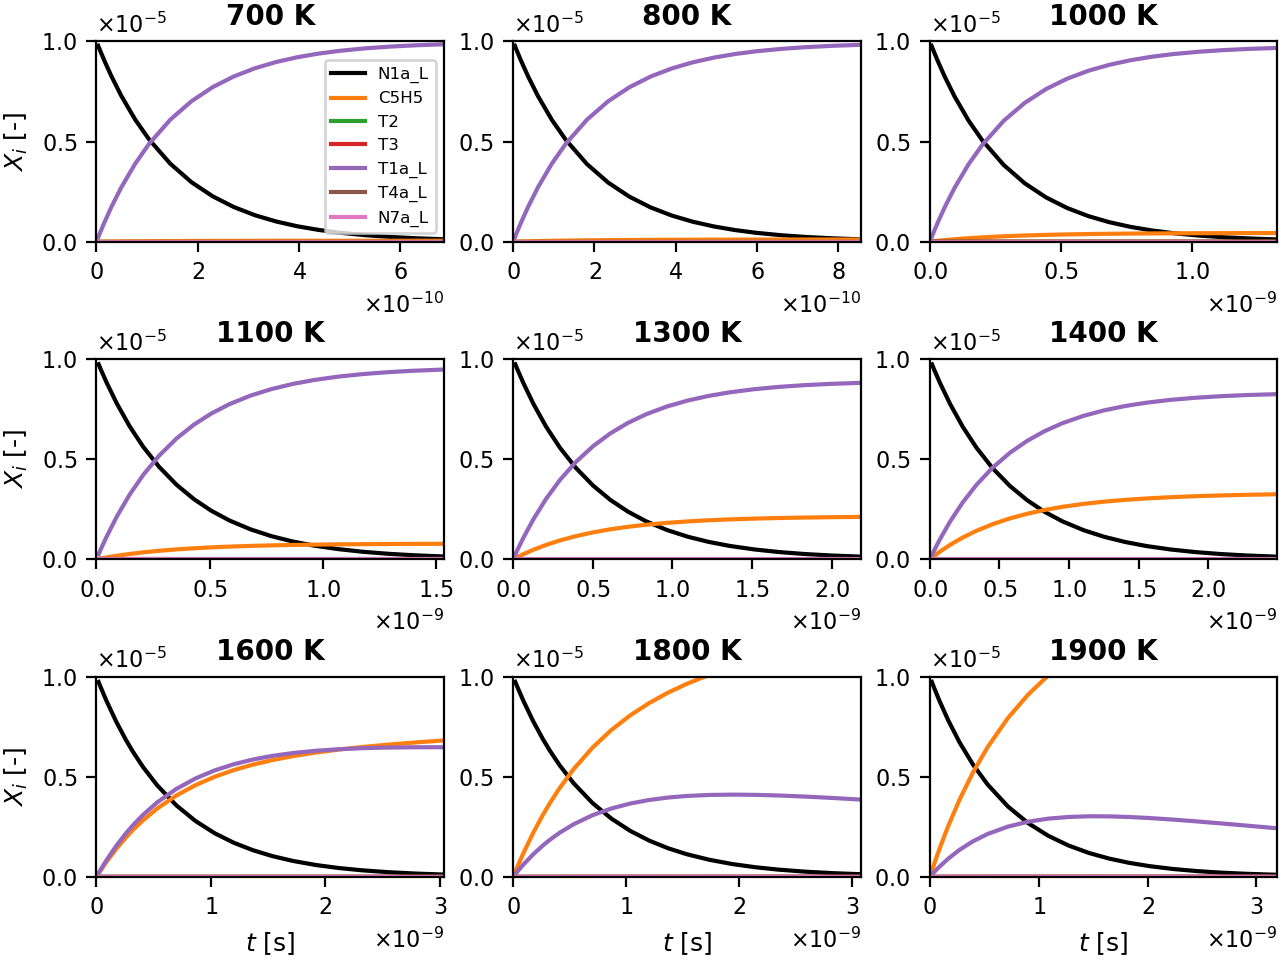 700 K 800 K 1000 K
×10⁻⁵ ×10⁻⁵ ×10⁻⁵
1.0 1.0 1.0
N1a_L
C5H5
T2
T3
T1a_L
T4a_L
N7a_L
X_i [-]
0.5 0.5 0.5
0.0 0.0 0.0
0 2 4 6 0 2 4 6 8 0.0 0.5 1.0
×10⁻¹⁰ ×10⁻¹⁰ ×10⁻⁹
1100 K 1300 K 1400 K
×10⁻⁵ ×10⁻⁵ ×10⁻⁵
1.0 1.0 1.0
X_i [-]
0.5 0.5 0.5
0.0 0.0 0.0
0.0 0.5 1.0 1.5 0.0 0.5 1.0 1.5 2.0 0.0 0.5 1.0 1.5 2.0
×10⁻⁹ ×10⁻⁹ ×10⁻⁹
1600 K 1800 K 1900 K
×10⁻⁵ ×10⁻⁵ ×10⁻⁵
1.0 1.0 1.0
X_i [-]
0.5 0.5 0.5
0.0 0.0 0.0
0 1 2 3 0 1 2 3 0 1 2 3
t [s] ×10⁻⁹ t [s] ×10⁻⁹ t [s] ×10⁻⁹